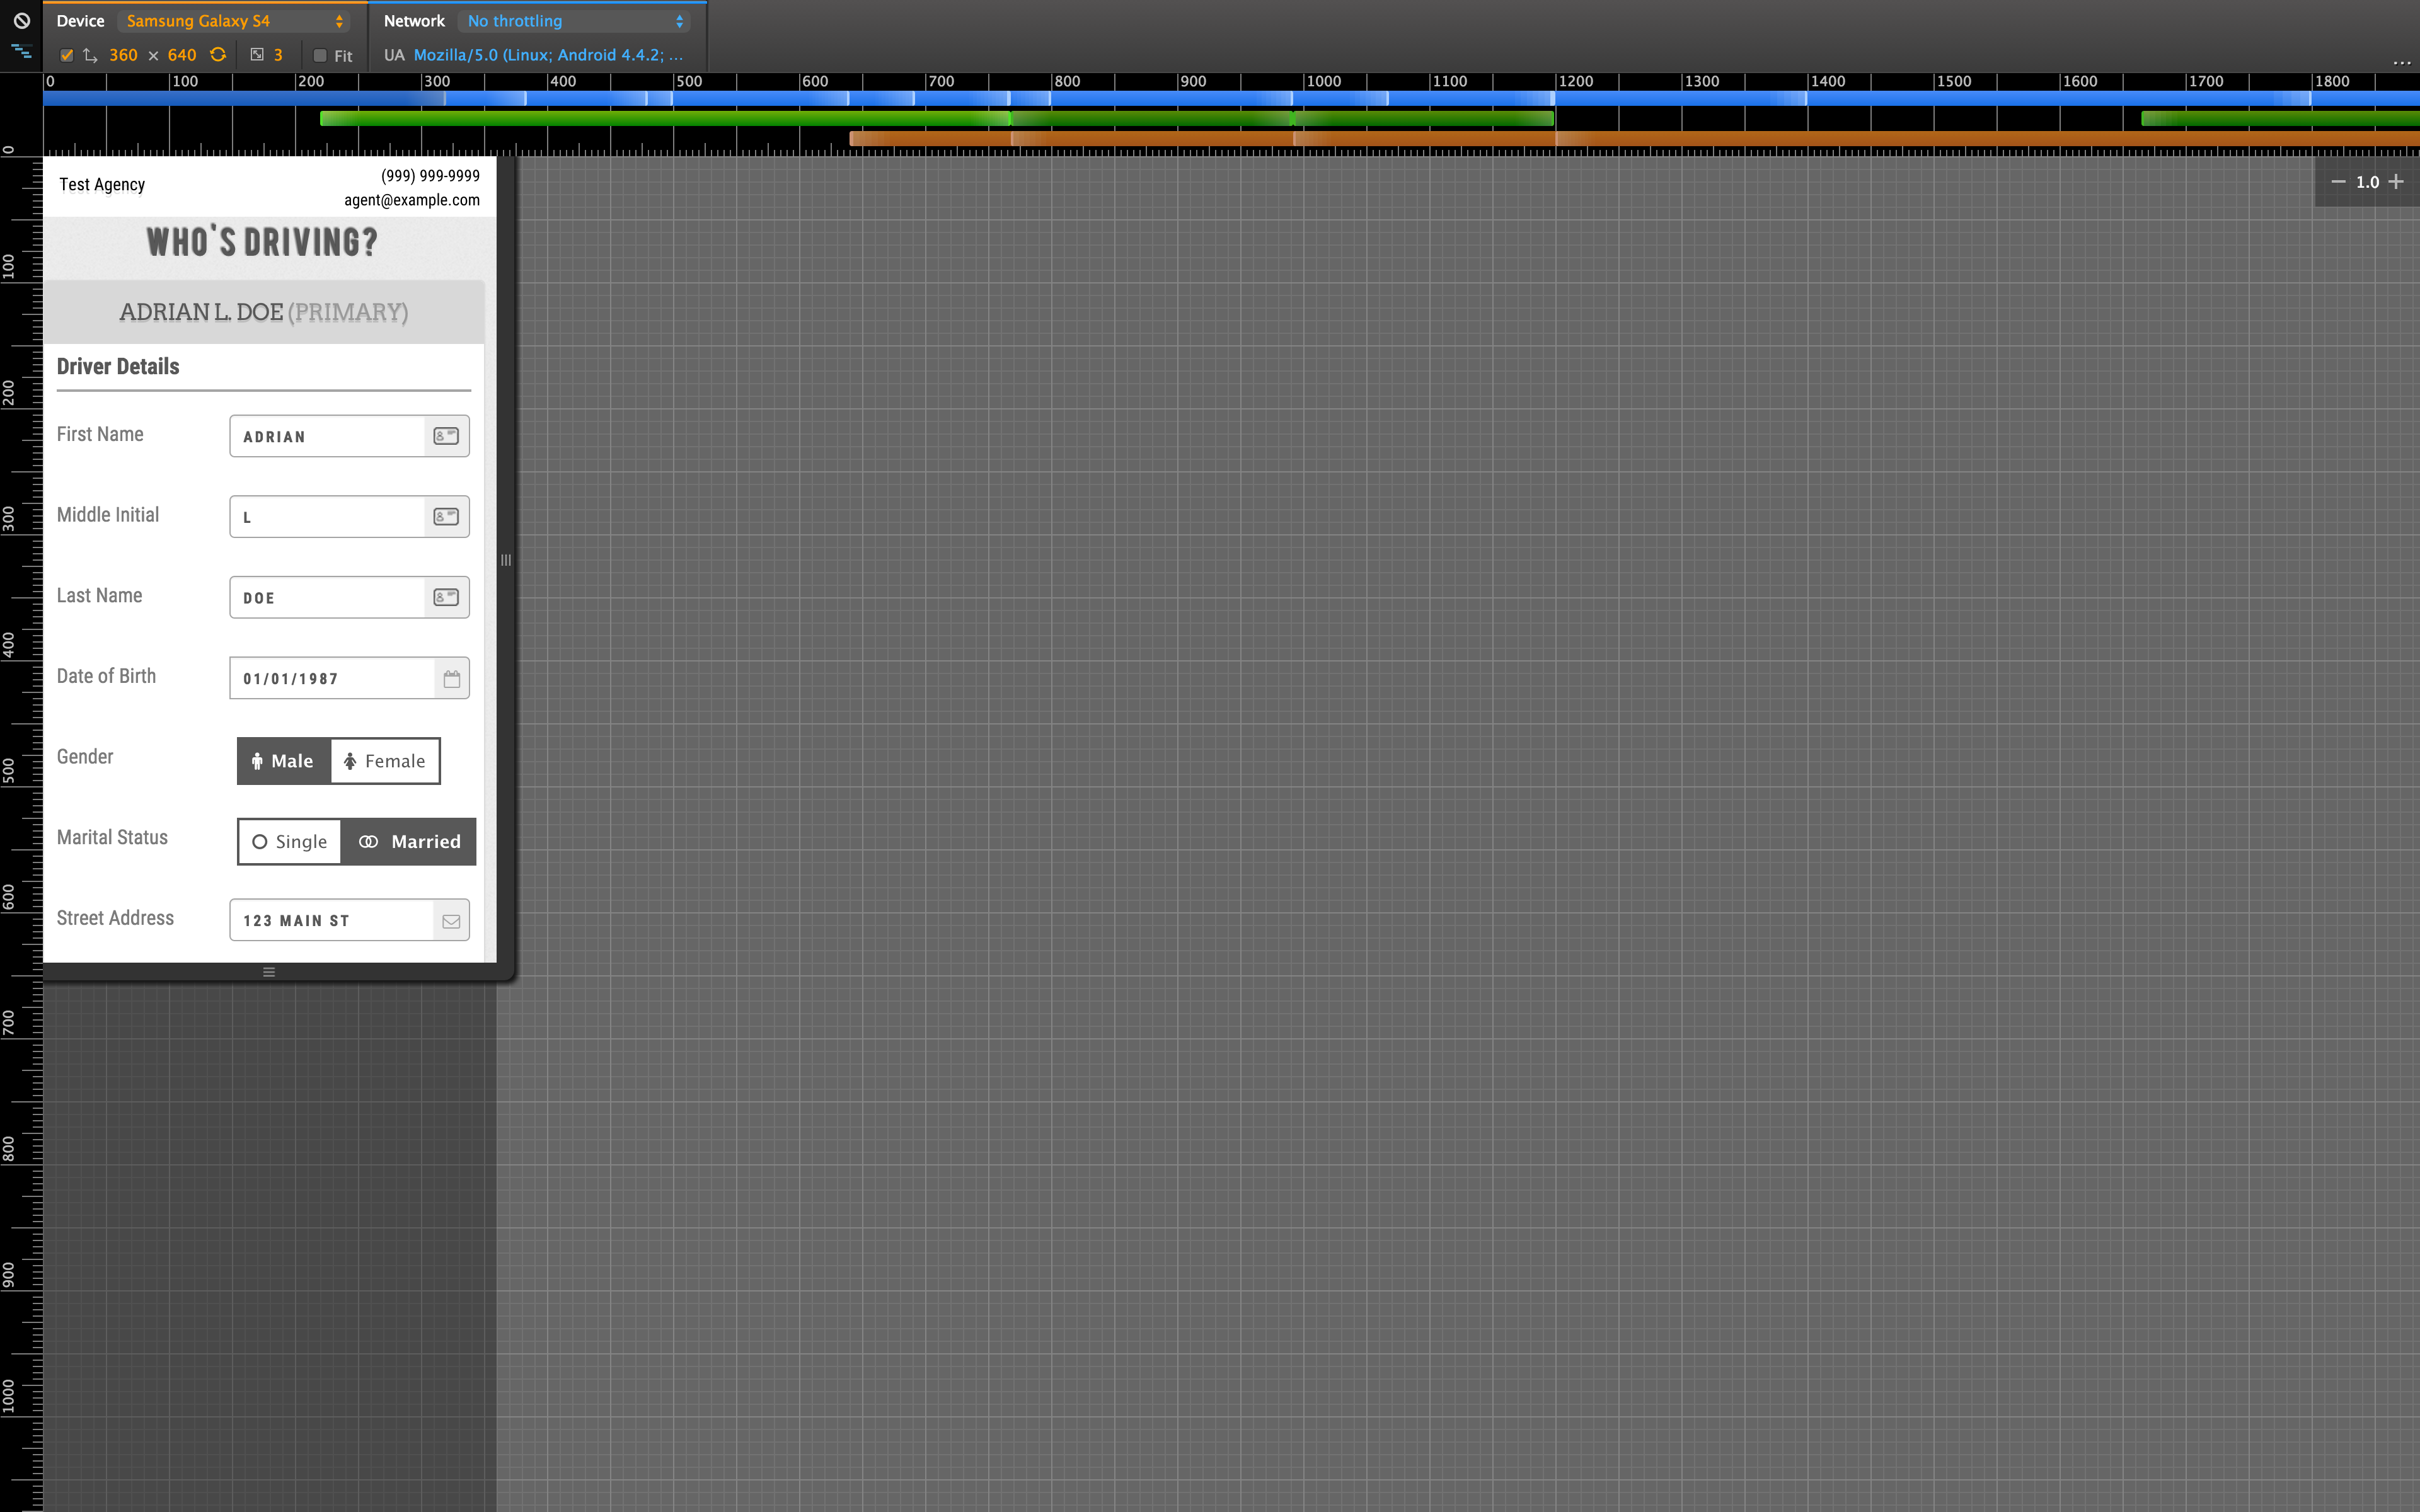 Device Samsung Galaxy S4 Network No throttling
360 × 640 3 Fit UA Mozilla/5.0 (Linux; Android 4.4.2; ...
0 100 200 300 400 500 600 700 800 900 1000 1100 1200 1300 1400 1500 1600 1700 1800
0
100
200
300
400
500
600
700
800
900
1000
1.0
Test Agency
(999) 999-9999
agent@example.com
WHO'S DRIVING?
ADRIAN L. DOE (PRIMARY)
Driver Details
First Name ADRIAN
Middle Initial L
Last Name DOE
Date of Birth 01/01/1987
Gender Male Female
Marital Status Single Married
Street Address 123 MAIN ST